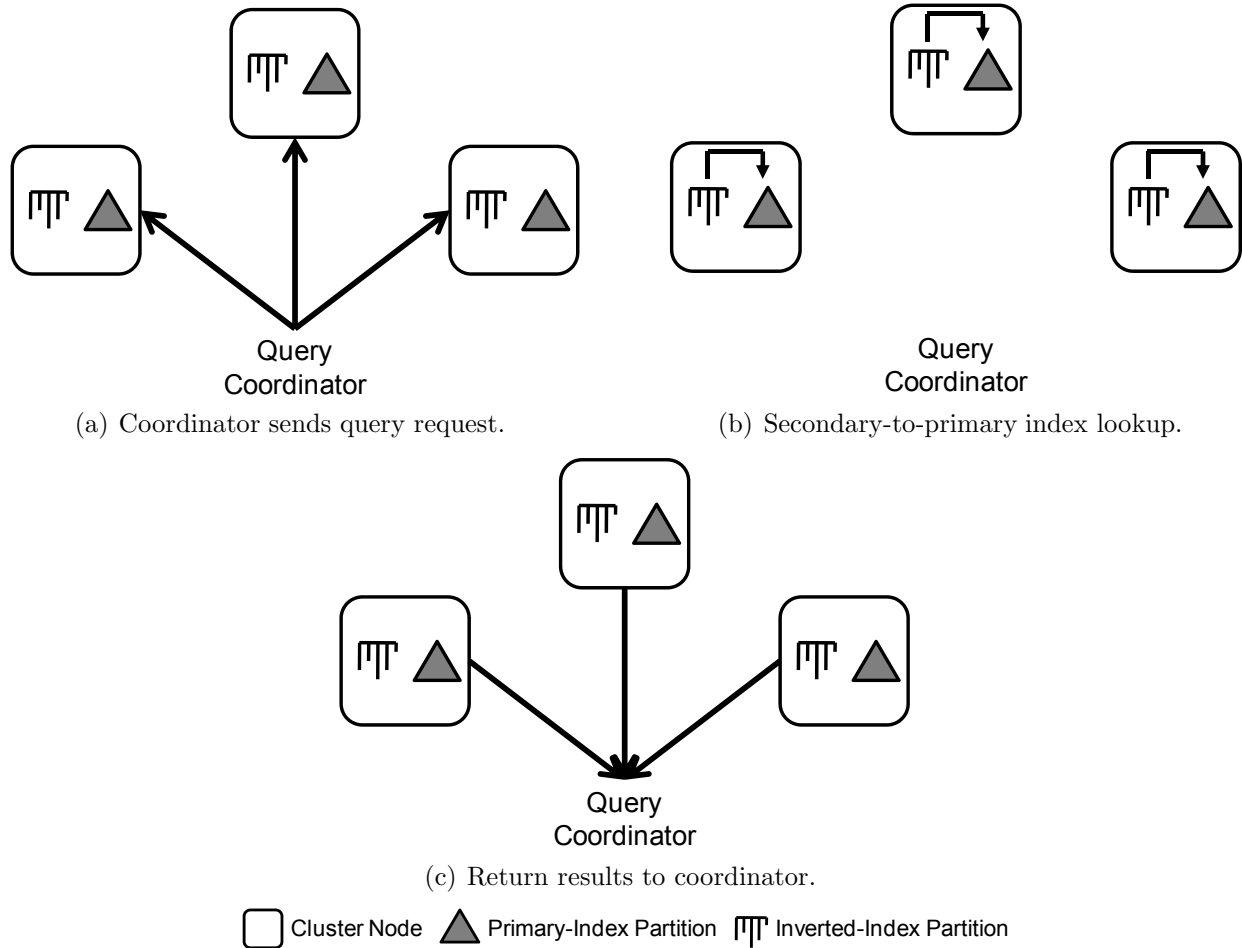 Query
Coordinator
(a) Coordinator sends query request.
Query
Coordinator
(b) Secondary-to-primary index lookup.
Query
Coordinator
(c) Return results to coordinator.
Cluster Node Primary-Index Partition Inverted-Index Partition